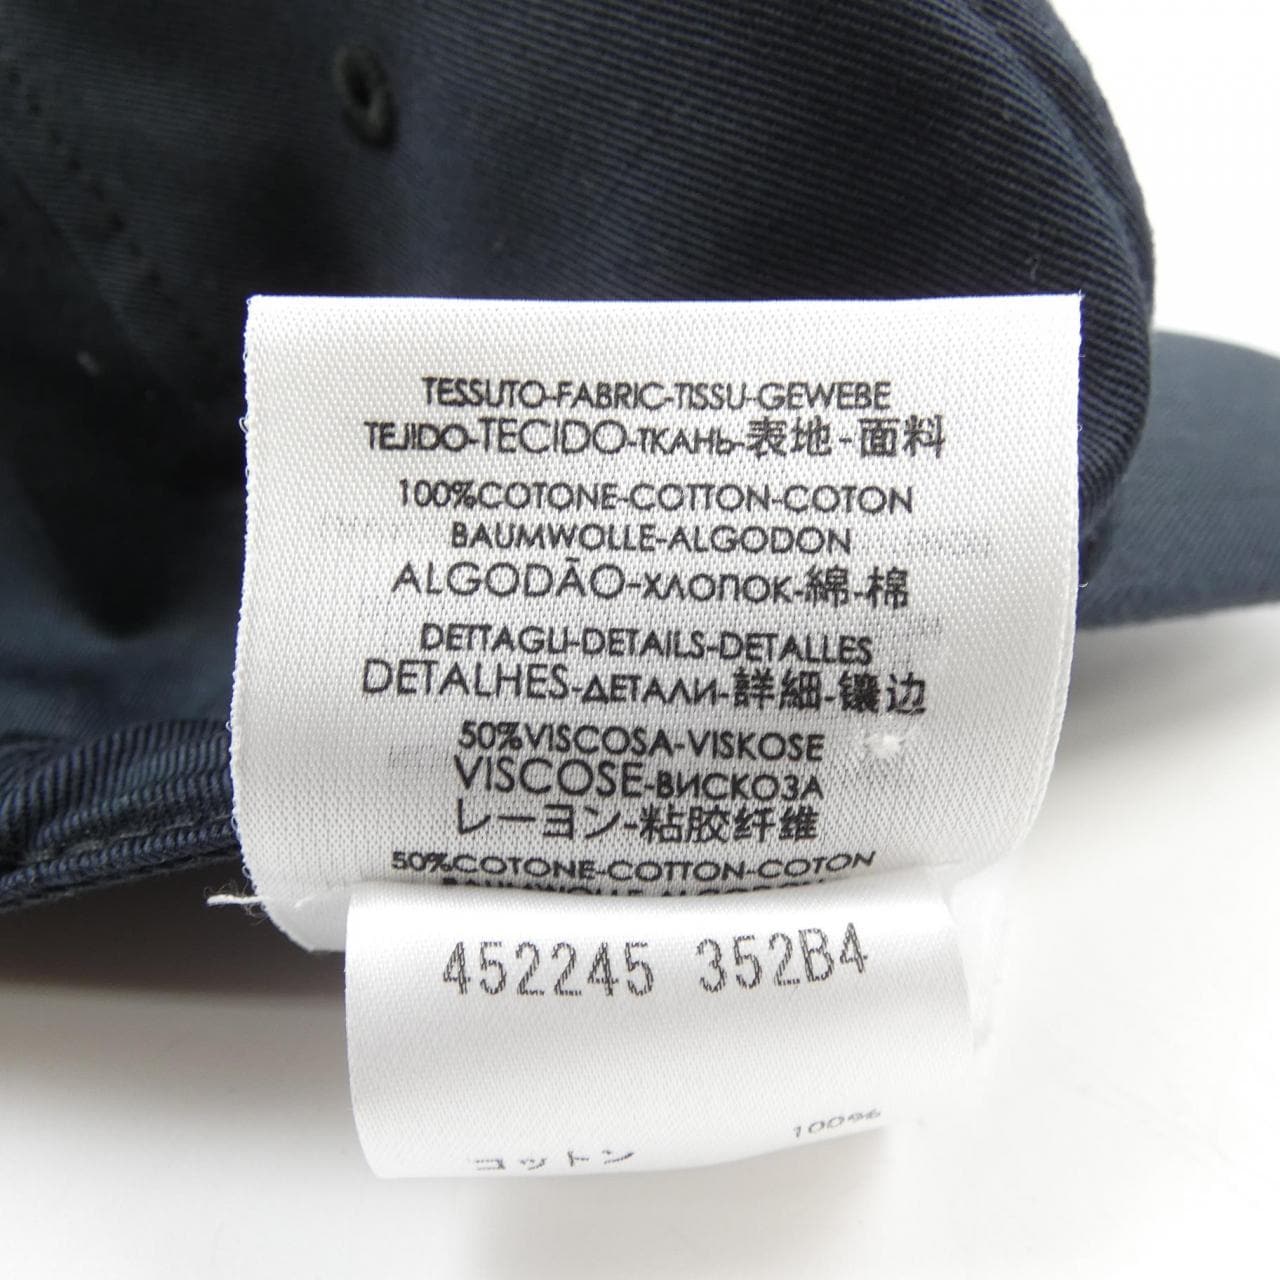 TESSUTO-FABRIC-TISSU-GEWEBE
TEJIDO-TECIDO-ТКАНЬ-表地-面料
100%COTONE-COTTON-COTON
BAUMWOLLE-ALGODON
ALGODÃO-ХЛОПОК-綿-棉
DETTAGLI-DETAILS-DETALLES
DETALHES-ДЕТАЛИ-詳細-镶边
50%VISCOSA-VISKOSE
VISCOSE-ВИСКОЗА
レーヨン-粘胶纤维
50%COTONE-COTTON-COTON
BAUMWOLLE-ALGODON
452245 352B4
100%
コットン